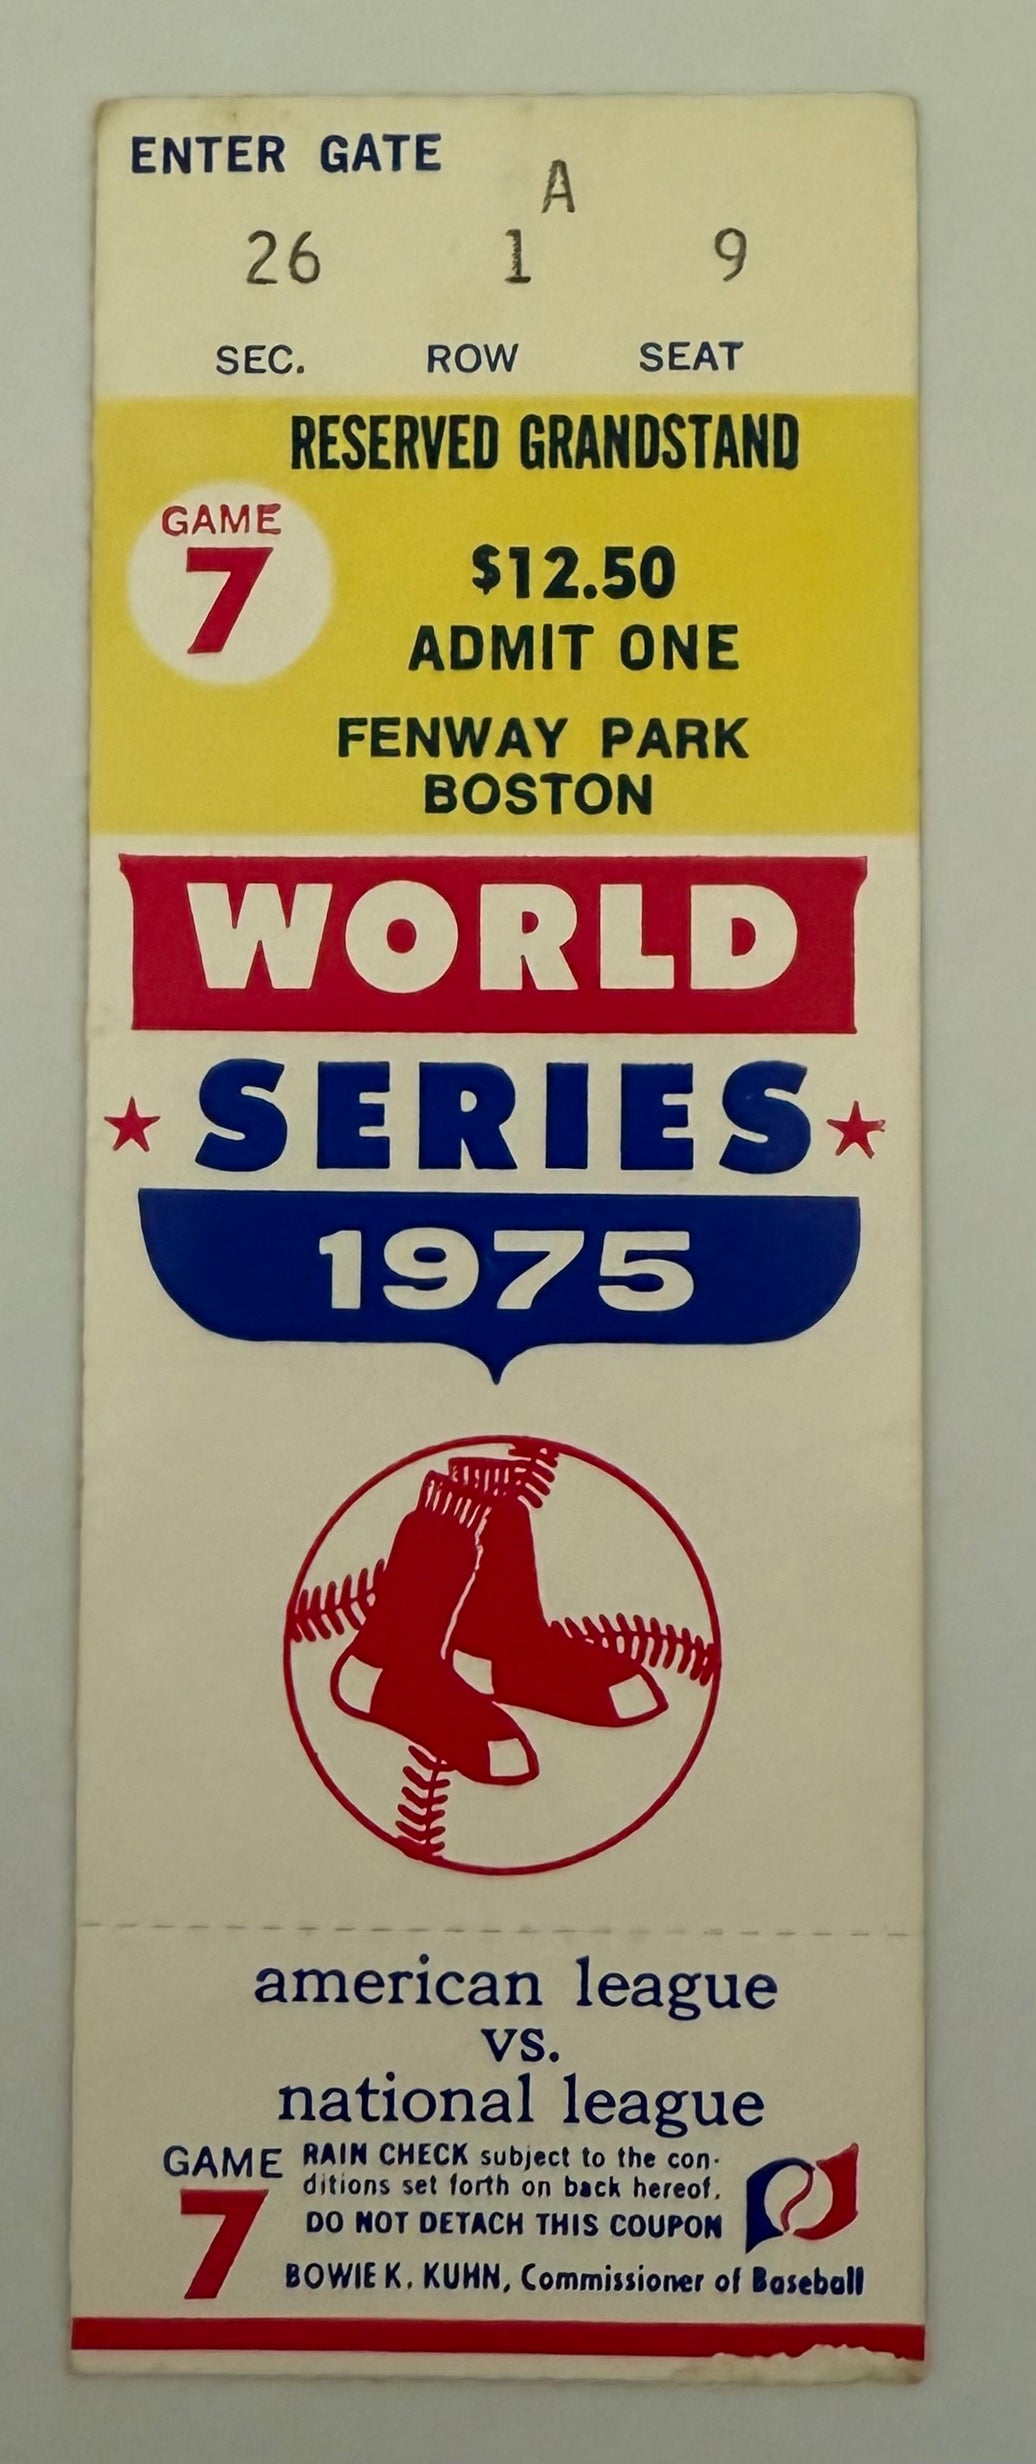 ENTER GATE A
26 1 9
SEC. ROW SEAT
RESERVED GRANDSTAND
GAME
7
$12.50
ADMIT ONE
FENWAY PARK
BOSTON
WORLD
SERIES
1975
american league
vs.
national league
GAME
7
RAIN CHECK subject to the con-
ditions set forth on back hereof.
DO NOT DETACH THIS COUPON
BOWIE K. KUHN, Commissioner of Baseball